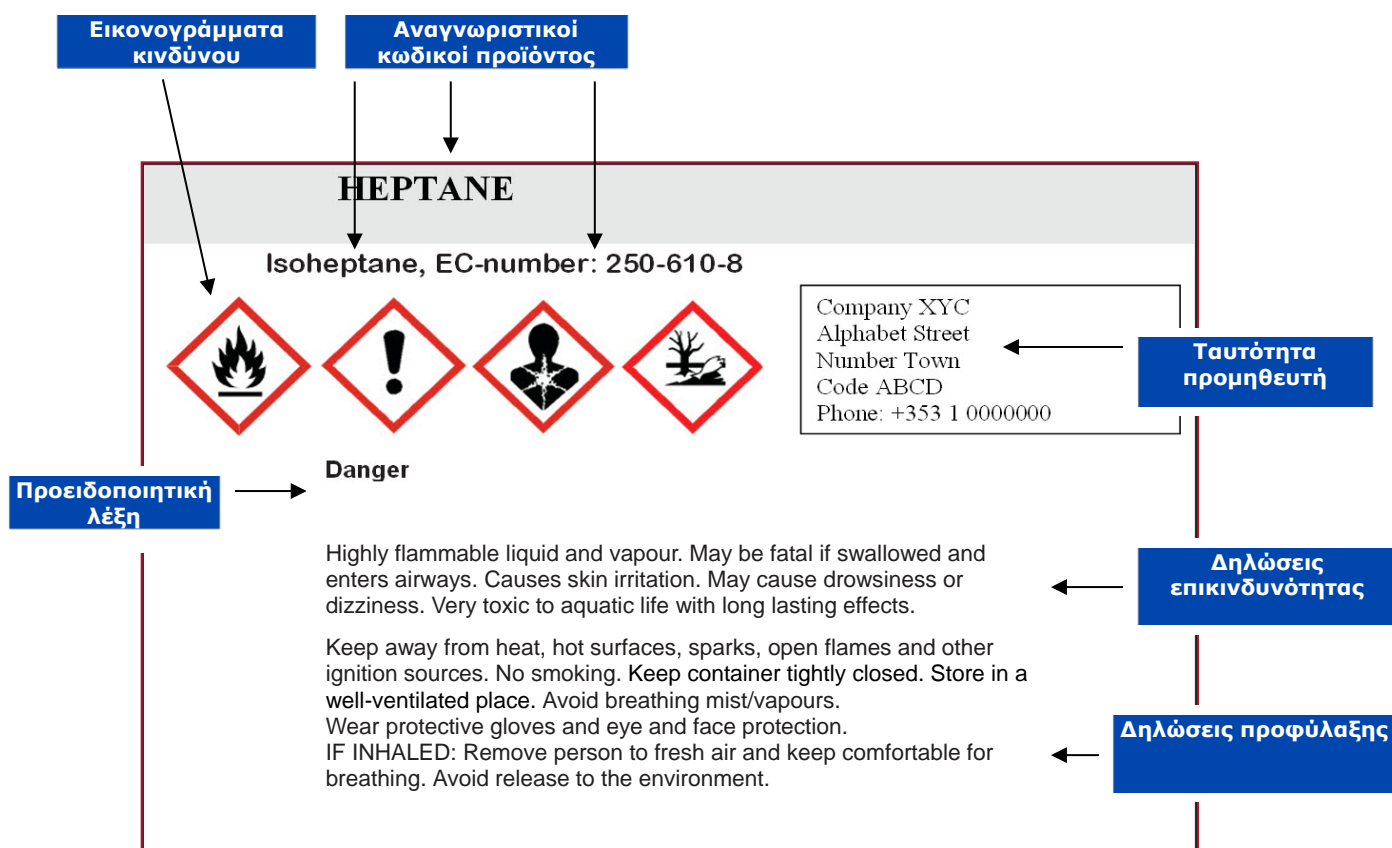 Εικονογράμματα
κινδύνου
Αναγνωριστικοί
κωδικοί προϊόντος
HEPTANE
Isoheptane, EC-number: 250-610-8
Company XYC
Alphabet Street
Number Town
Code ABCD
Phone: +353 1 0000000
Ταυτότητα
προμηθευτή
Danger
Προειδοποιητική
λέξη
Highly flammable liquid and vapour. May be fatal if swallowed and
enters airways. Causes skin irritation. May cause drowsiness or
dizziness. Very toxic to aquatic life with long lasting effects.
Δηλώσεις
επικινδυνότητας
Keep away from heat, hot surfaces, sparks, open flames and other
ignition sources. No smoking. Keep container tightly closed. Store in a
well-ventilated place. Avoid breathing mist/vapours.
Wear protective gloves and eye and face protection.
IF INHALED: Remove person to fresh air and keep comfortable for
breathing. Avoid release to the environment.
Δηλώσεις προφύλαξης